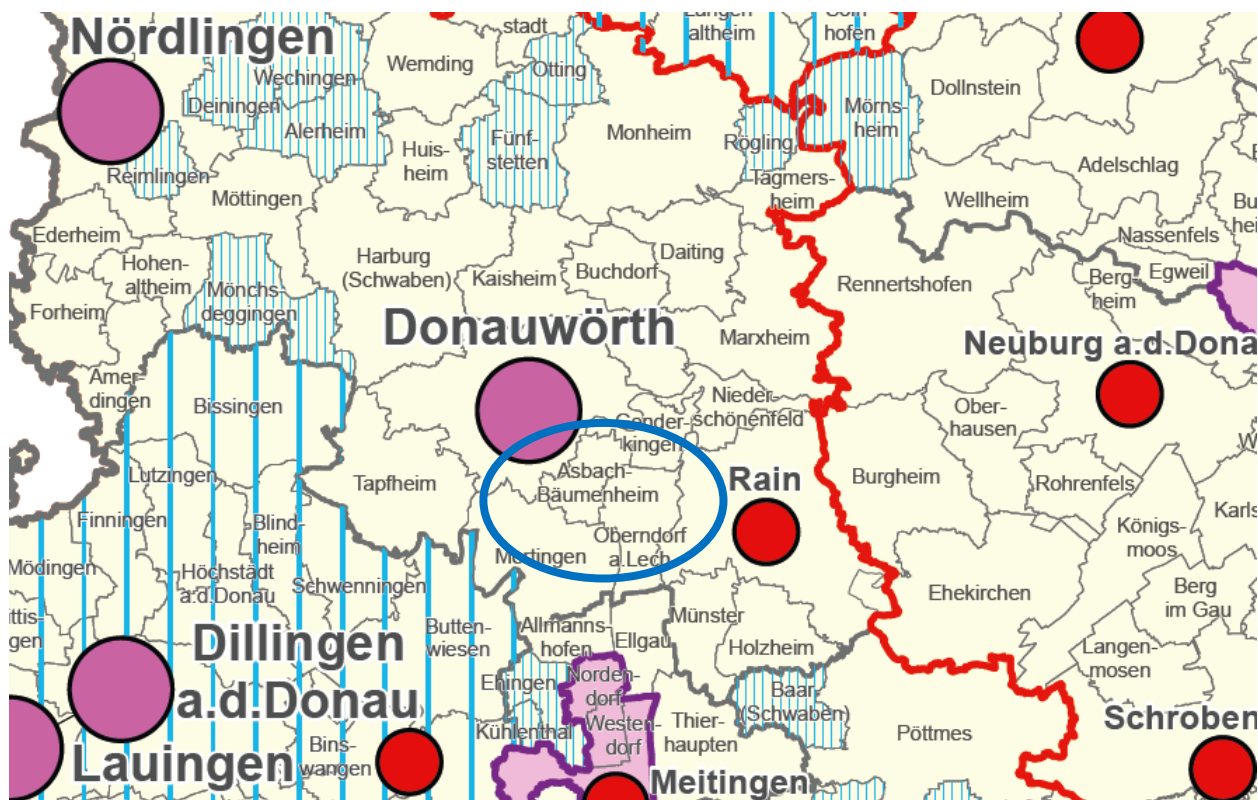 Nördlingen
stadt
Wemding
Otting
altheim
hofen
Wechingen
Deiningen
Alerheim
Huis-
heim
Fünf-
stetten
Monheim
Rögling
Mörns-
heim
Dollnstein
Adelschlag
Reimlingen
Möttingen
Tagmers-
heim
Wellheim
Ederheim
Hohen-
altheim
Harburg
(Schwaben)
Kaisheim
Buchdorf
Daiting
Nassenfels
Egweil
Berg-
heim
Rennertshofen
Forheim
Mönchs-
deggingen
Donauwörth
Marxheim
Neuburg a.d.Dona
Amer-
dingen
Bissingen
Nieder-
schönenfeld
Gender-
kingen
Ober-
hausen
Lutzingen
Tapfheim
Asbach-
Bäumenheim
Rain
Burgheim
Rohrenfels
Karls
Finningen
Blind-
heim
Oberndorf
a.Lech
Mertingen
Königs-
moos
Mödingen
Höchstädt
a.d.Donau
Schwenningen
Ehekirchen
Berg
im Gau
ittis-
gen
Butten-
wiesen
Allmanns-
hofen
Ellgau
Münster
Holzheim
Langen-
mosen
Dillingen
a.d.Donau
Ehingen
Norden-
dorf
Baar
(Schwaben)
Kühlenthal
Westen-
dorf
Thier-
haupten
Pöttmes
Schroben
Lauingen
Bins-
wangen
Meitingen